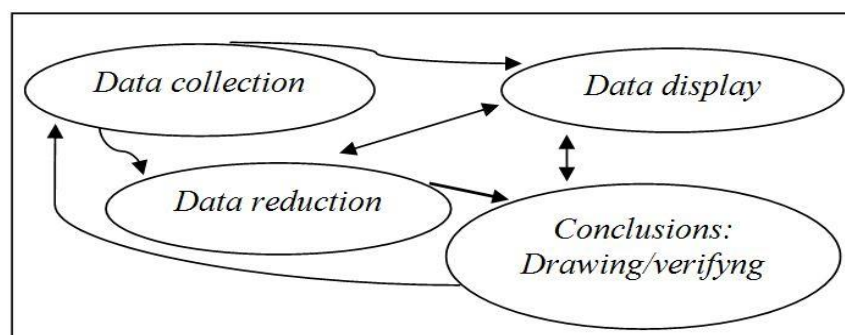 Data collection
Data display
Data reduction
Conclusions:
Drawing/verifyng